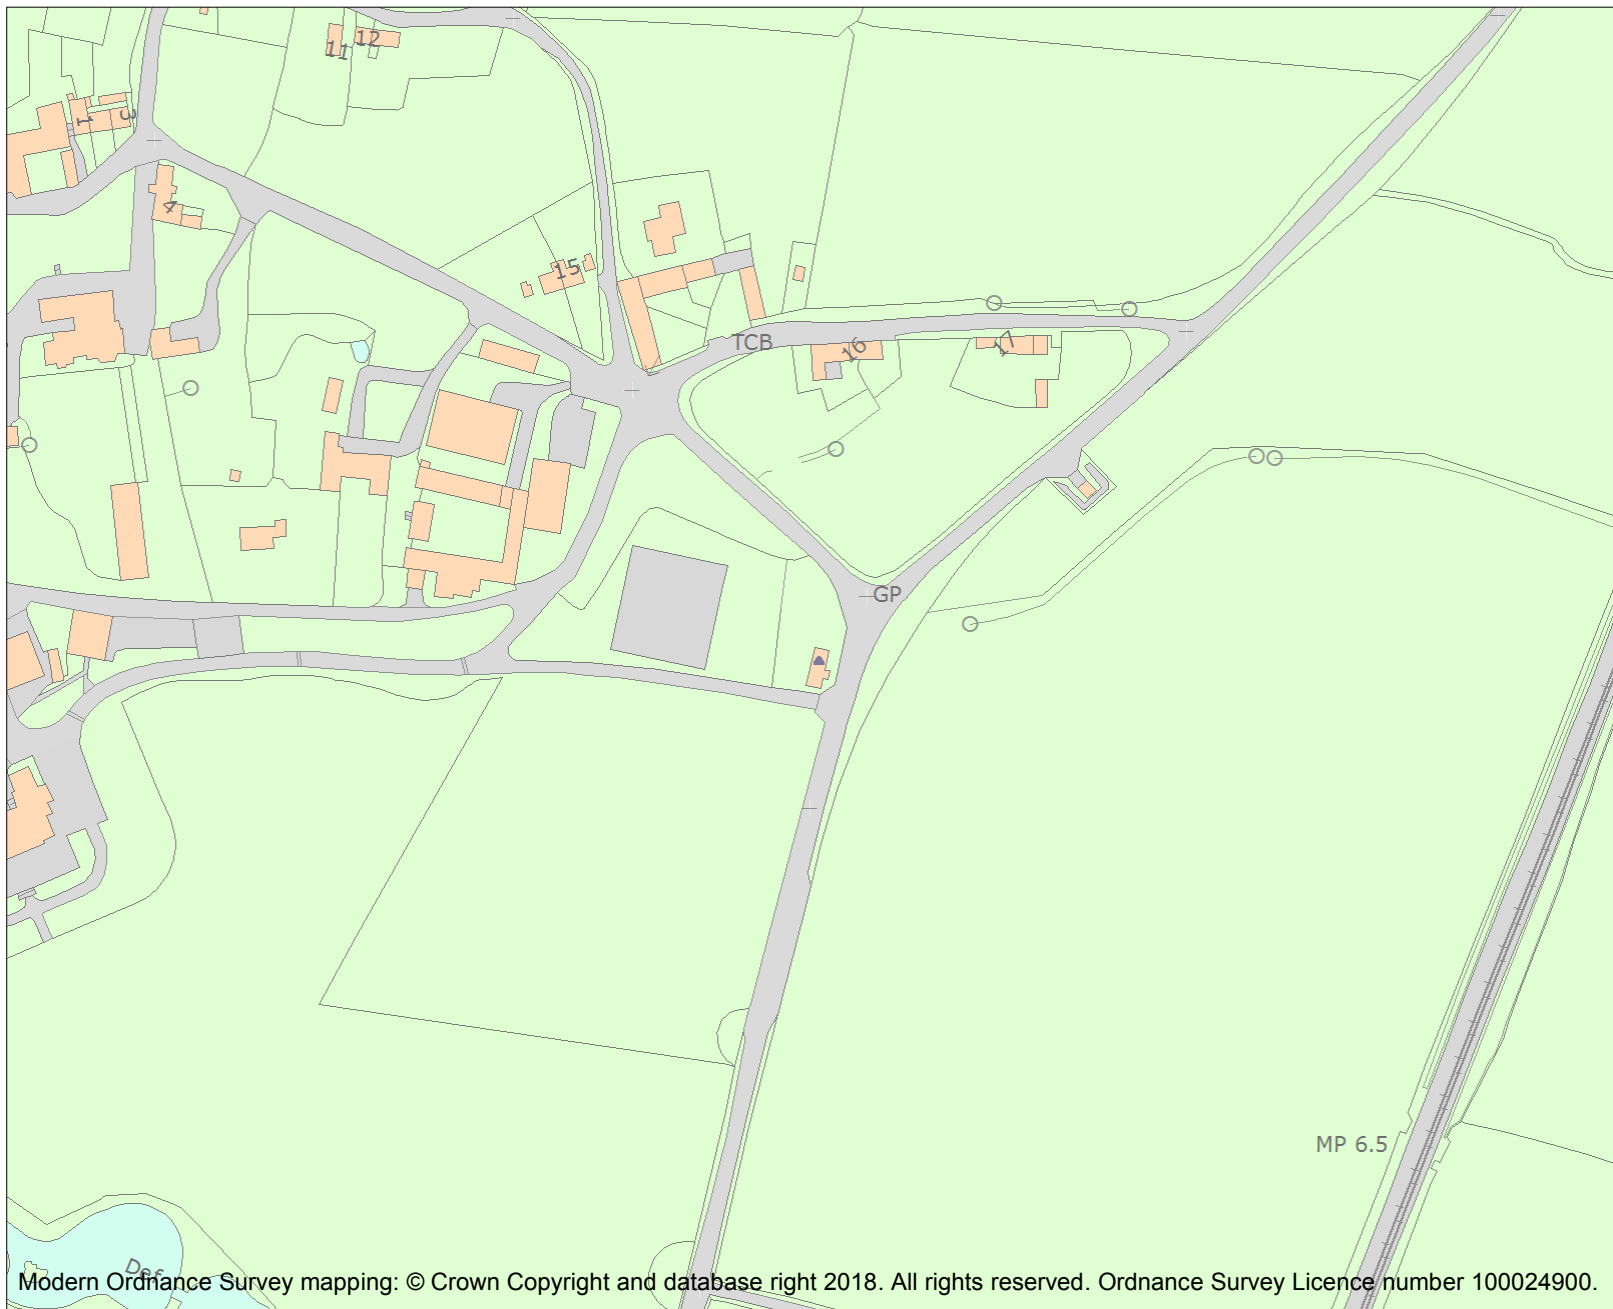 11
12
1
3
4
15
TCB
16
17
GP
MP 6.5
Def
Modern Ordnance Survey mapping: © Crown Copyright and database right 2018. All rights reserved. Ordnance Survey Licence number 100024900.